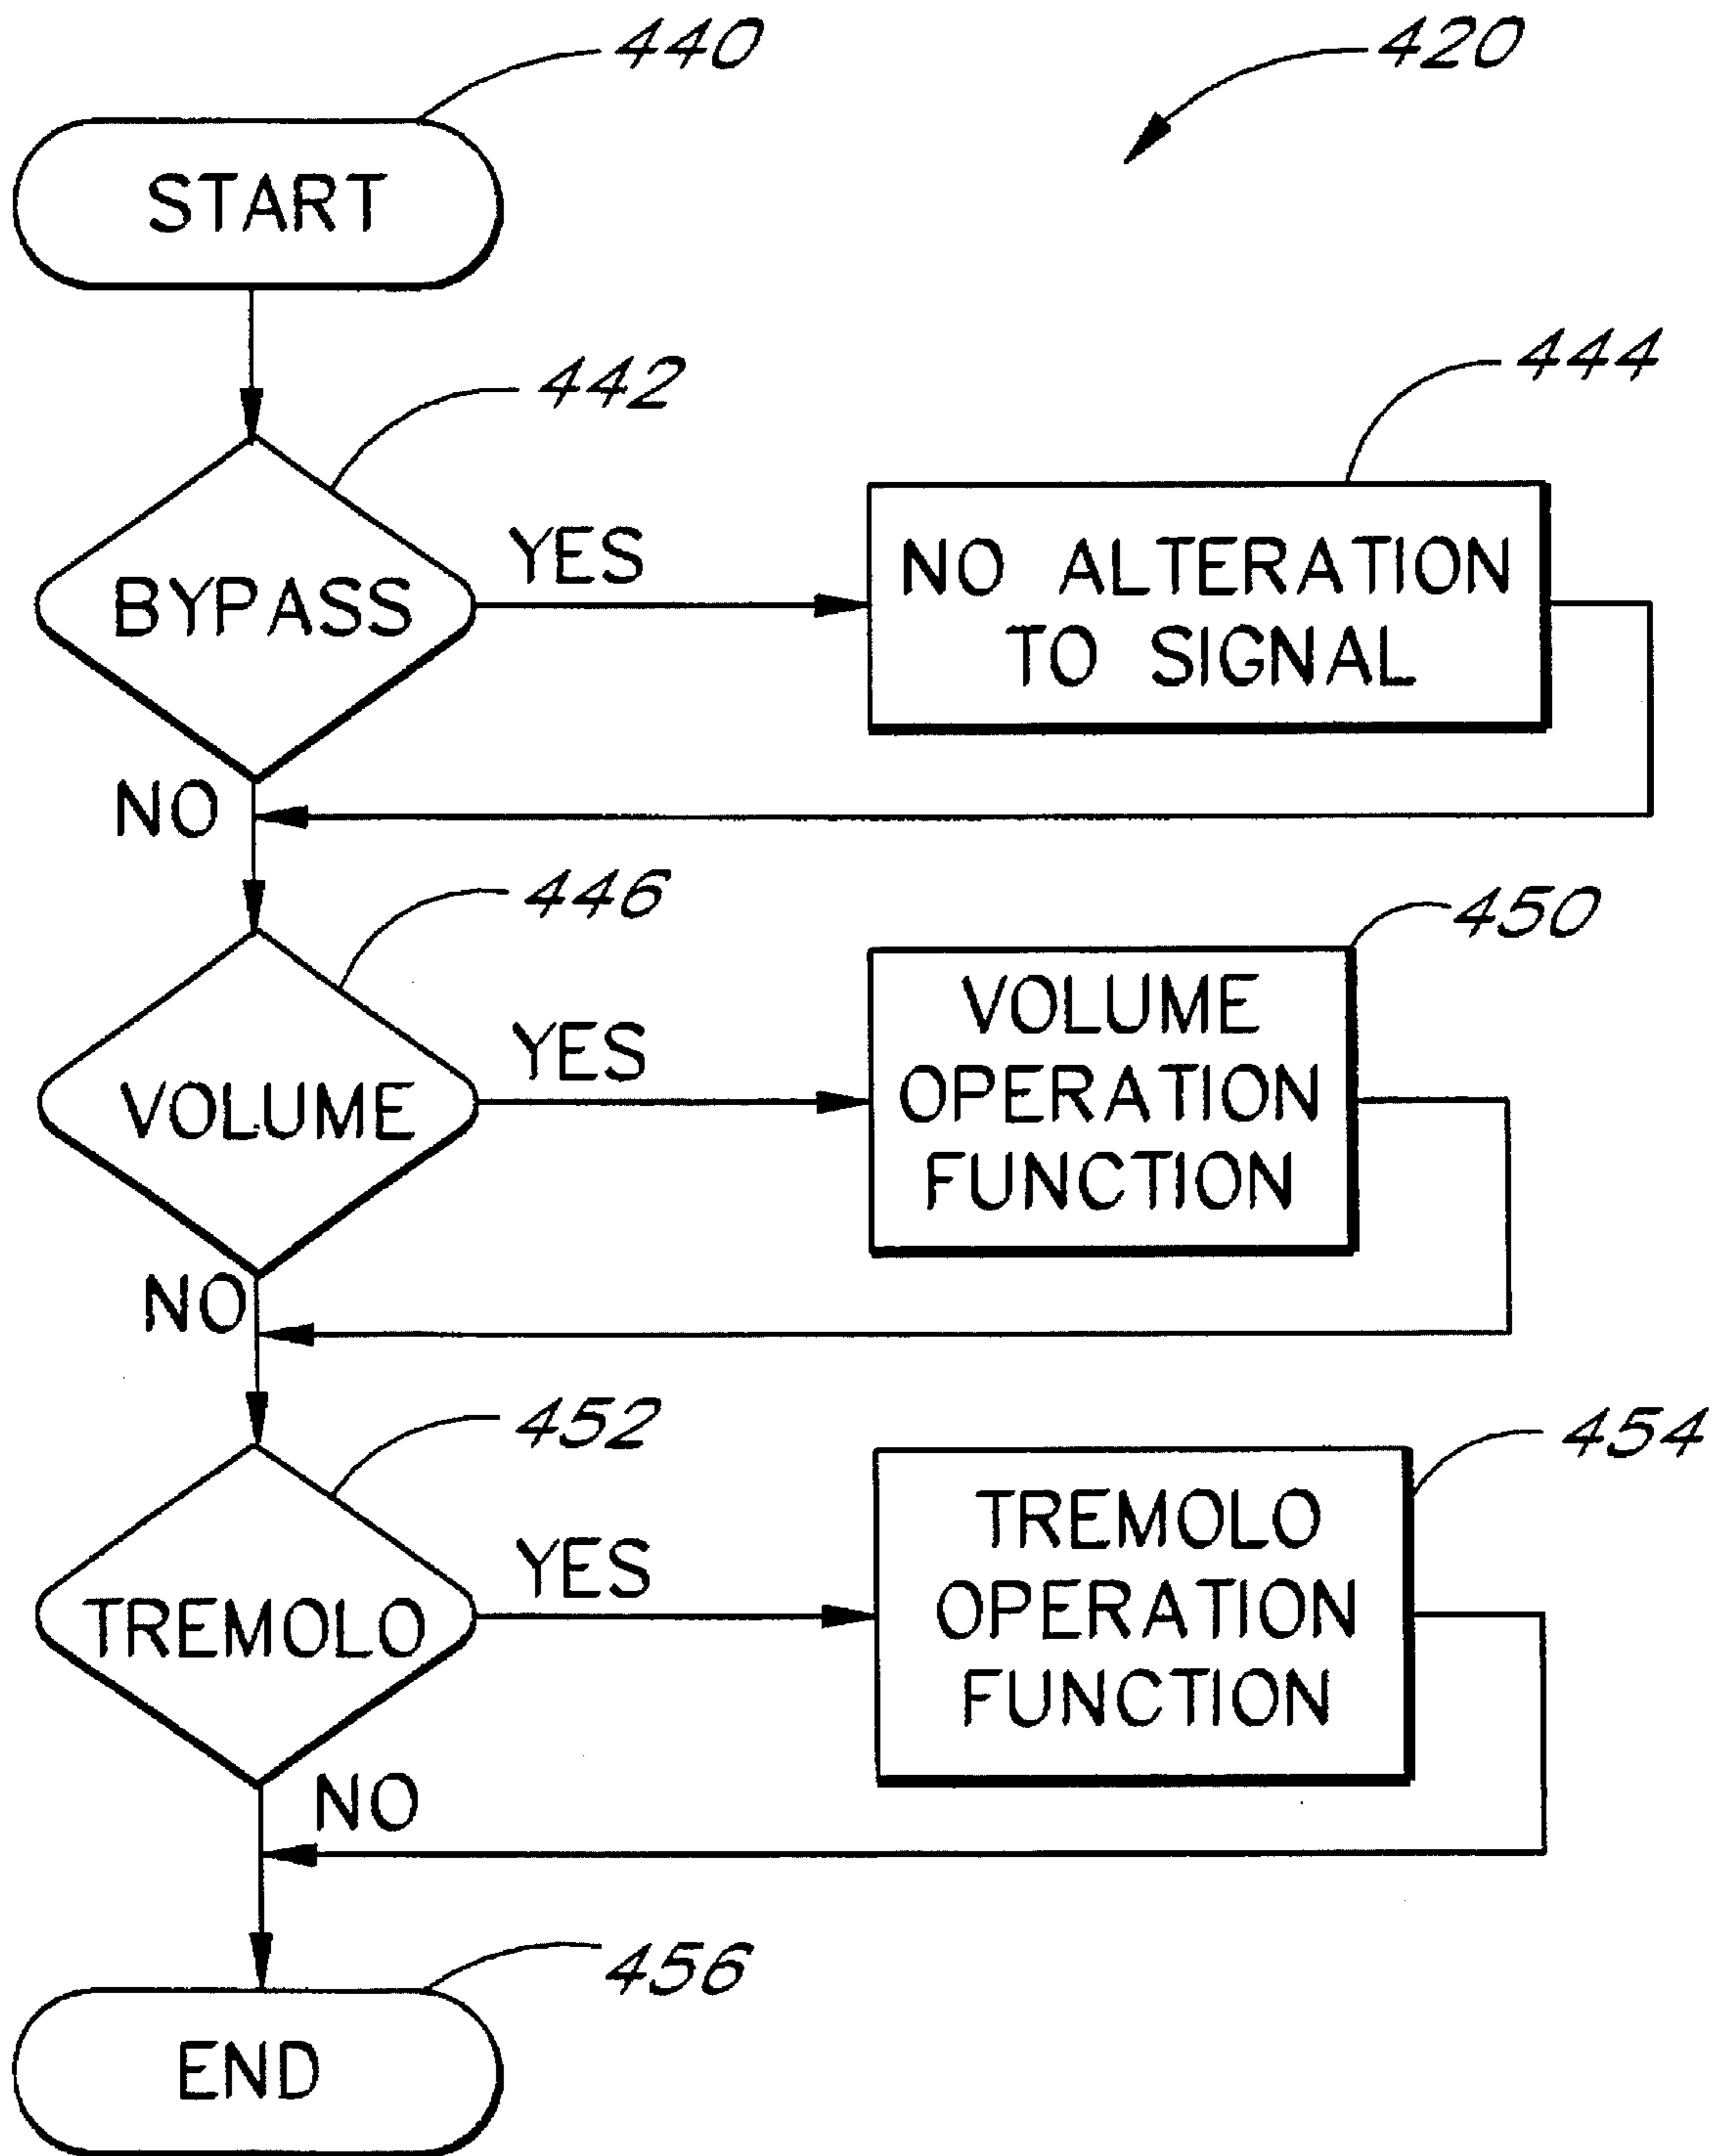 440
420
START
442
444
YES
NO ALTERATION
TO SIGNAL
BYPASS
NO
446
450
YES
VOLUME
OPERATION
FUNCTION
VOLUME
NO
452
454
YES
TREMOLO
OPERATION
FUNCTION
TREMOLO
NO
456
END